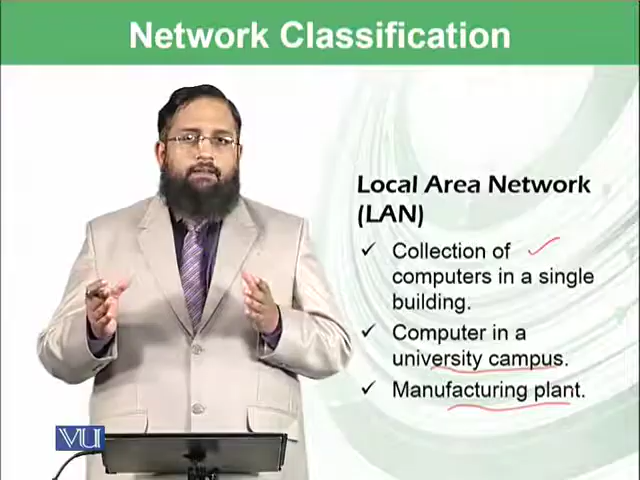 Network Classification
Local Area Network
(LAN)
Collection of
computers in a single
building.
Computer in a
university campus.
Manufacturing plant.
VU